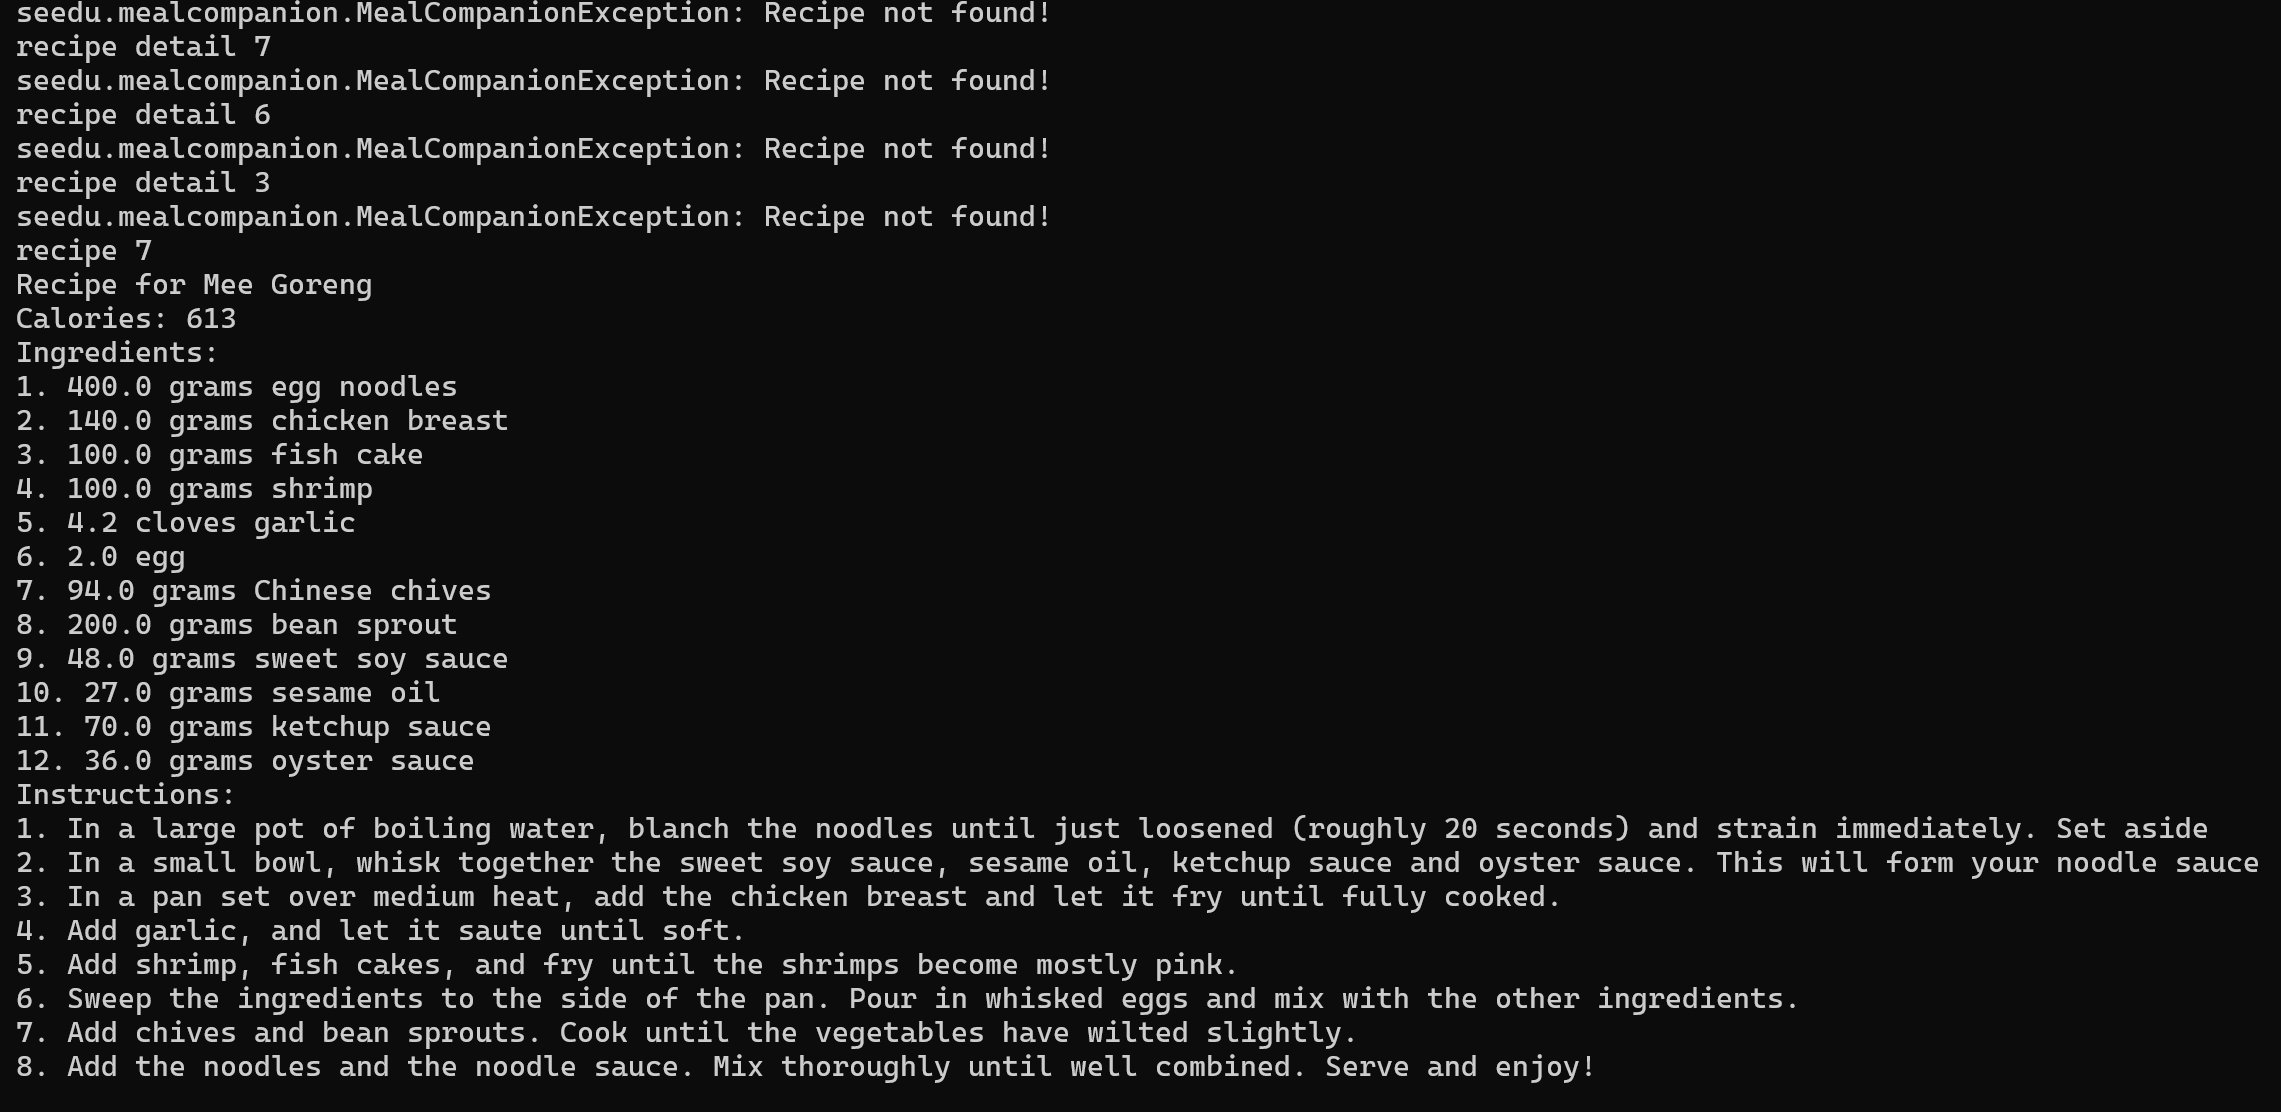 seedu.mealcompanion.MealCompanionException: Recipe not found!
recipe detail 7
seedu.mealcompanion.MealCompanionException: Recipe not found!
recipe detail 6
seedu.mealcompanion.MealCompanionException: Recipe not found!
recipe detail 3
seedu.mealcompanion.MealCompanionException: Recipe not found!
recipe 7
Recipe for Mee Goreng
Calories: 613
Ingredients:
1. 400.0 grams egg noodles
2. 140.0 grams chicken breast
3. 100.0 grams fish cake
4. 100.0 grams shrimp
5. 4.2 cloves garlic
6. 2.0 egg
7. 94.0 grams Chinese chives
8. 200.0 grams bean sprout
9. 48.0 grams sweet soy sauce
10. 27.0 grams sesame oil
11. 70.0 grams ketchup sauce
12. 36.0 grams oyster sauce
Instructions:
1. In a large pot of boiling water, blanch the noodles until just loosened (roughly 20 seconds) and strain immediately. Set aside
2. In a small bowl, whisk together the sweet soy sauce, sesame oil, ketchup sauce and oyster sauce. This will form your noodle sauce
3. In a pan set over medium heat, add the chicken breast and let it fry until fully cooked.
4. Add garlic, and let it saute until soft.
5. Add shrimp, fish cakes, and fry until the shrimps become mostly pink.
6. Sweep the ingredients to the side of the pan. Pour in whisked eggs and mix with the other ingredients.
7. Add chives and bean sprouts. Cook until the vegetables have wilted slightly.
8. Add the noodles and the noodle sauce. Mix thoroughly until well combined. Serve and enjoy!